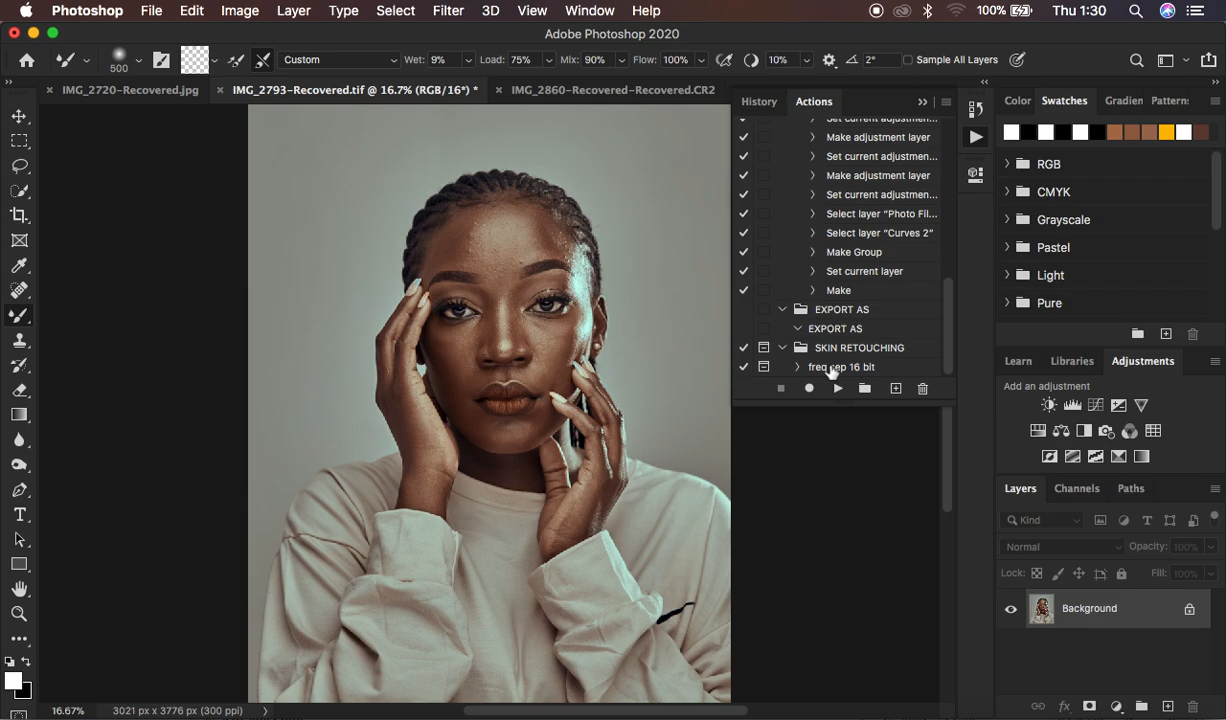 Photoshop File Edit Image Layer Type Select Filter 3D View Window Help 100% Thu 1:30
Adobe Photoshop 2020
500 Custom Wet: 9% Load: 75% Mix: 90% Flow: 100% 10% 2° Sample All Layers
IMG_2720-Recovered.jpg IMG_2793-Recovered.tif @ 16.7% (RGB/16*) * IMG_2860-Recovered-Recovered.CR2
History Actions
Color Swatches Gradien Pattern:
Set current adjustmen...
Make adjustment layer
Set current adjustmen...
Make adjustment layer
Set current adjustmen...
Select layer “Photo Fil...
Select layer “Curves 2”
Make Group
Set current layer
Make
EXPORT AS
EXPORT AS
SKIN RETOUCHING
freq sep 16 bit
RGB
CMYK
Grayscale
Pastel
Light
Pure
Learn Libraries Adjustments
Add an adjustment
Layers Channels Paths
Kind
Normal Opacity: 100%
Lock: Fill: 100%
Background
16.67% 3021 px x 3776 px (300 ppi)